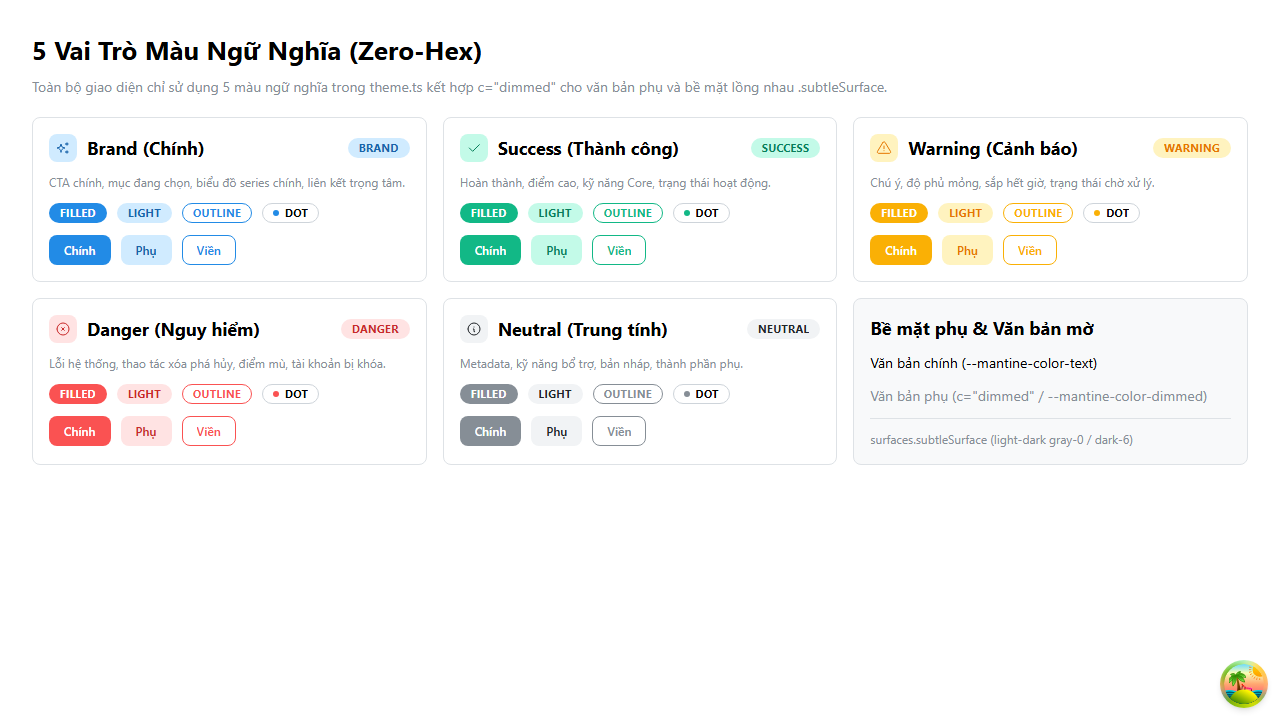 5 Vai Trò Màu Ngữ Nghĩa (Zero-Hex)
Toàn bộ giao diện chỉ sử dụng 5 màu ngữ nghĩa trong theme.ts kết hợp c="dimmed" cho văn bản phụ và bề mặt lồng nhau .subtleSurface.
Brand (Chính)
BRAND
CTA chính, mục đang chọn, biểu đồ series chính, liên kết trọng tâm.
FILLED LIGHT OUTLINE DOT
Chính Phụ Viền
Success (Thành công)
SUCCESS
Hoàn thành, điểm cao, kỹ năng Core, trạng thái hoạt động.
FILLED LIGHT OUTLINE DOT
Chính Phụ Viền
Warning (Cảnh báo)
WARNING
Chú ý, độ phủ mỏng, sắp hết giờ, trạng thái chờ xử lý.
FILLED LIGHT OUTLINE DOT
Chính Phụ Viền
Danger (Nguy hiểm)
DANGER
Lỗi hệ thống, thao tác xóa phá hủy, điểm mù, tài khoản bị khóa.
FILLED LIGHT OUTLINE DOT
Chính Phụ Viền
Neutral (Trung tính)
NEUTRAL
Metadata, kỹ năng bổ trợ, bản nháp, thành phần phụ.
FILLED LIGHT OUTLINE DOT
Chính Phụ Viền
Bề mặt phụ & Văn bản mờ
Văn bản chính (--mantine-color-text)
Văn bản phụ (c="dimmed" / --mantine-color-dimmed)
surfaces.subtleSurface (light-dark gray-0 / dark-6)